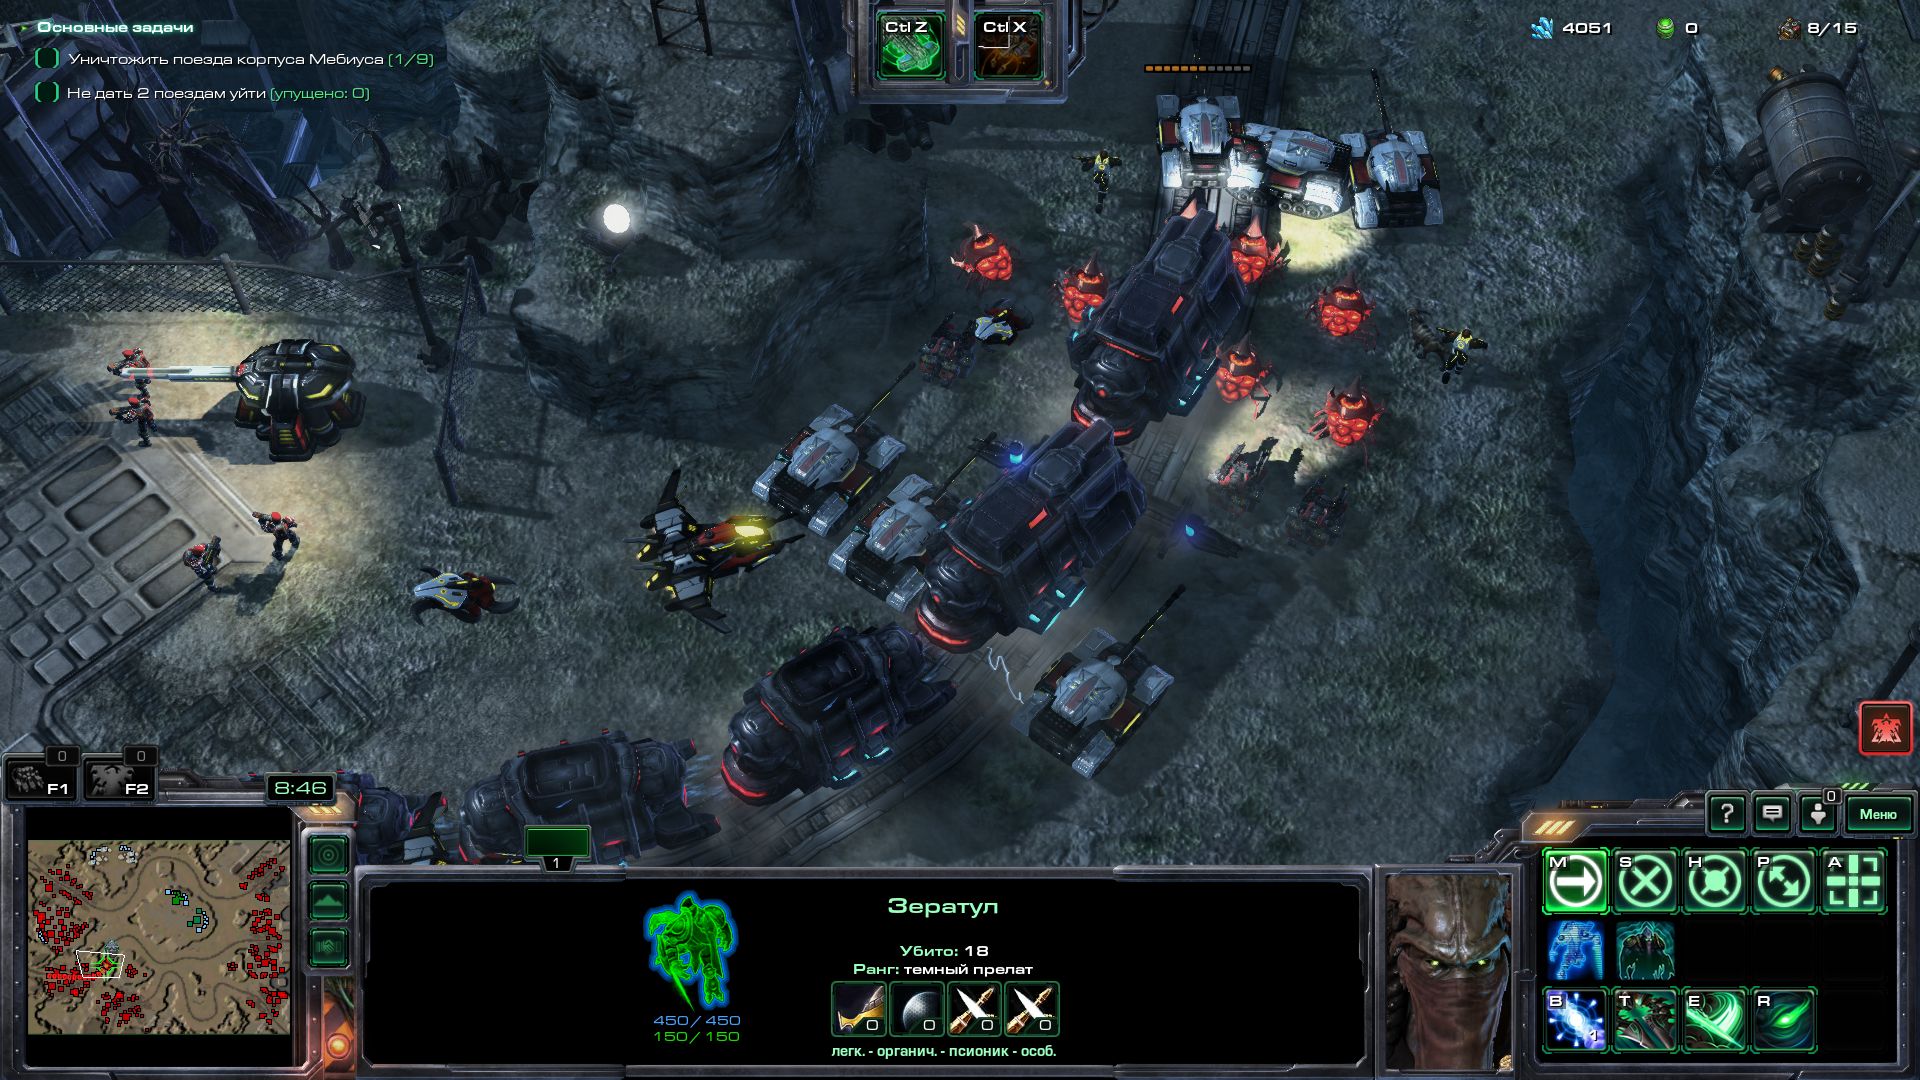 Основные задачи
Уничтожить поезда корпуса Мебиуса (1/9)
Не дать 2 поездам уйти (упущено: 0)
Ctl Z
Ctl X
4051
0
8/15
0
F1
0
F2
8:46
1
Зератул
Убито: 18
Ранг: темный прелат
0
0
0
0
легк. - органич. - псионик - особ.
450/450
150/150
?
0
Меню
M
S
H
P
A
B
1
T
E
R